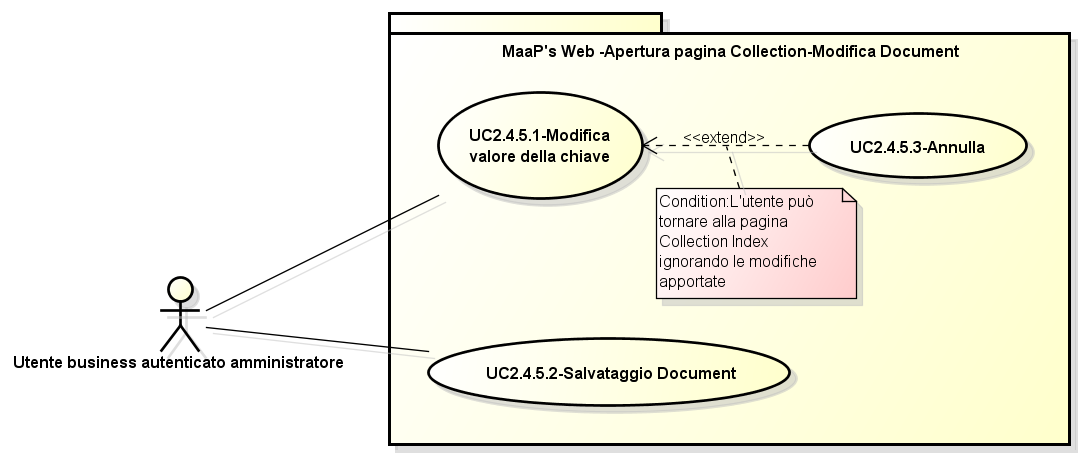 MaaP's Web -Apertura pagina Collection-Modifica Document
UC2.4.5.1-Modifica
valore della chiave
<<extend>>
UC2.4.5.3-Annulla
Condition:L'utente può
tornare alla pagina
Collection Index
ignorando le modifiche
apportate
Utente business autenticato amministratore
UC2.4.5.2-Salvataggio Document